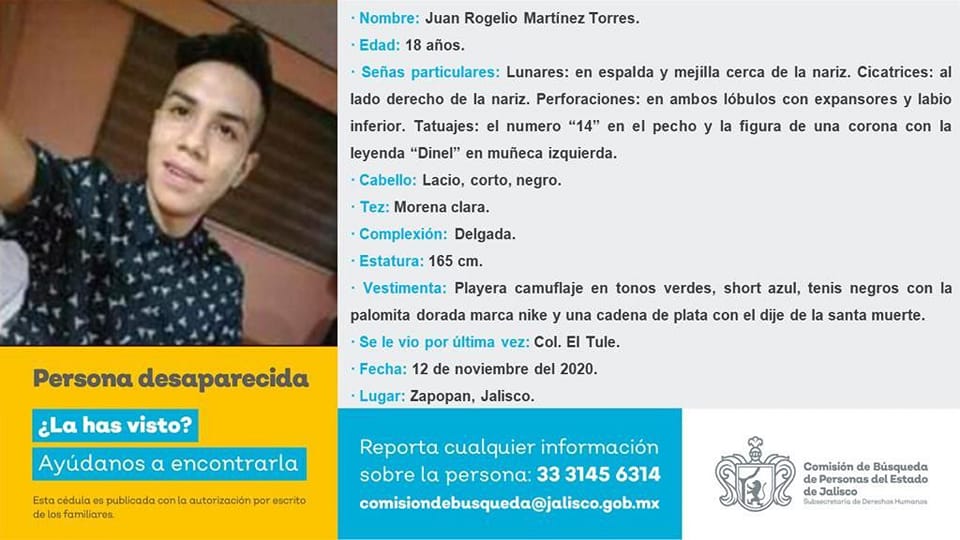 · Nombre: Juan Rogelio Martínez Torres.
· Edad: 18 años.
· Señas particulares: Lunares: en espalda y mejilla cerca de la nariz. Cicatrices: al
lado derecho de la nariz. Perforaciones: en ambos lóbulos con expansores y labio
inferior. Tatuajes: el numero “14” en el pecho y la figura de una corona con la
leyenda “Dinel” en muñeca izquierda.
· Cabello: Lacio, corto, negro.
· Tez: Morena clara.
· Complexión: Delgada.
· Estatura: 165 cm.
· Vestimenta: Playera camuflaje en tonos verdes, short azul, tenis negros con la
palomita dorada marca nike y una cadena de plata con el dije de la santa muerte.
· Se le vio por última vez: Col. El Tule.
· Fecha: 12 de noviembre del 2020.
· Lugar: Zapopan, Jalisco.
Persona desaparecida
¿La has visto?
Ayúdanos a encontrarla
Esta cédula es publicada con la autorización por escrito
de los familiares.
Reporta cualquier información
sobre la persona: 33 3145 6314
comisiondebusqueda@jalisco.gob.mx
Comisión de Búsqueda
de Personas del Estado
de Jalisco
Subsecretaría de Derechos Humanos